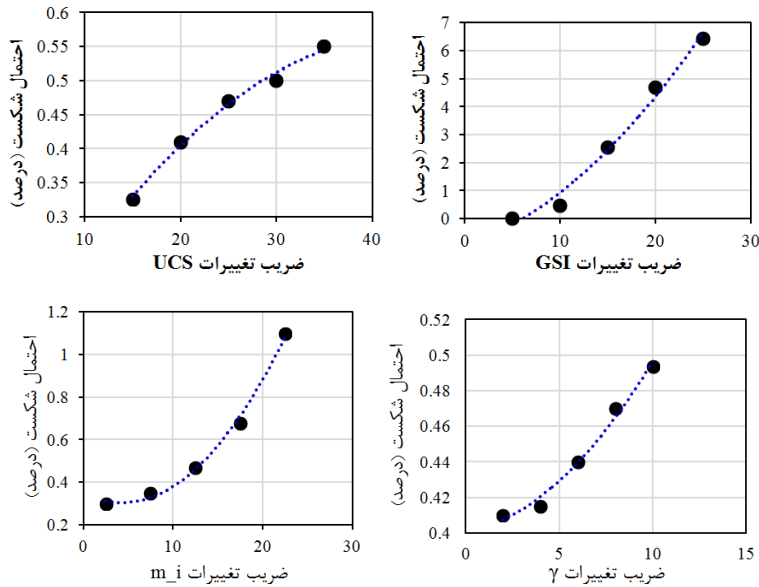 احتمال شکست (درصد)
0.6
0.55
0.5
0.45
0.4
0.35
0.3
10 20 30 40
ضریب تغییرات UCS
احتمال شکست (درصد)
7
6
5
4
3
2
1
0
0 10 20 30
ضریب تغییرات GSI
احتمال شکست (درصد)
1.2
1
0.8
0.6
0.4
0.2
0 10 20 30
ضریب تغییرات m_i
احتمال شکست (درصد)
0.52
0.5
0.48
0.46
0.44
0.42
0.4
0 5 10 15
ضریب تغییرات γ